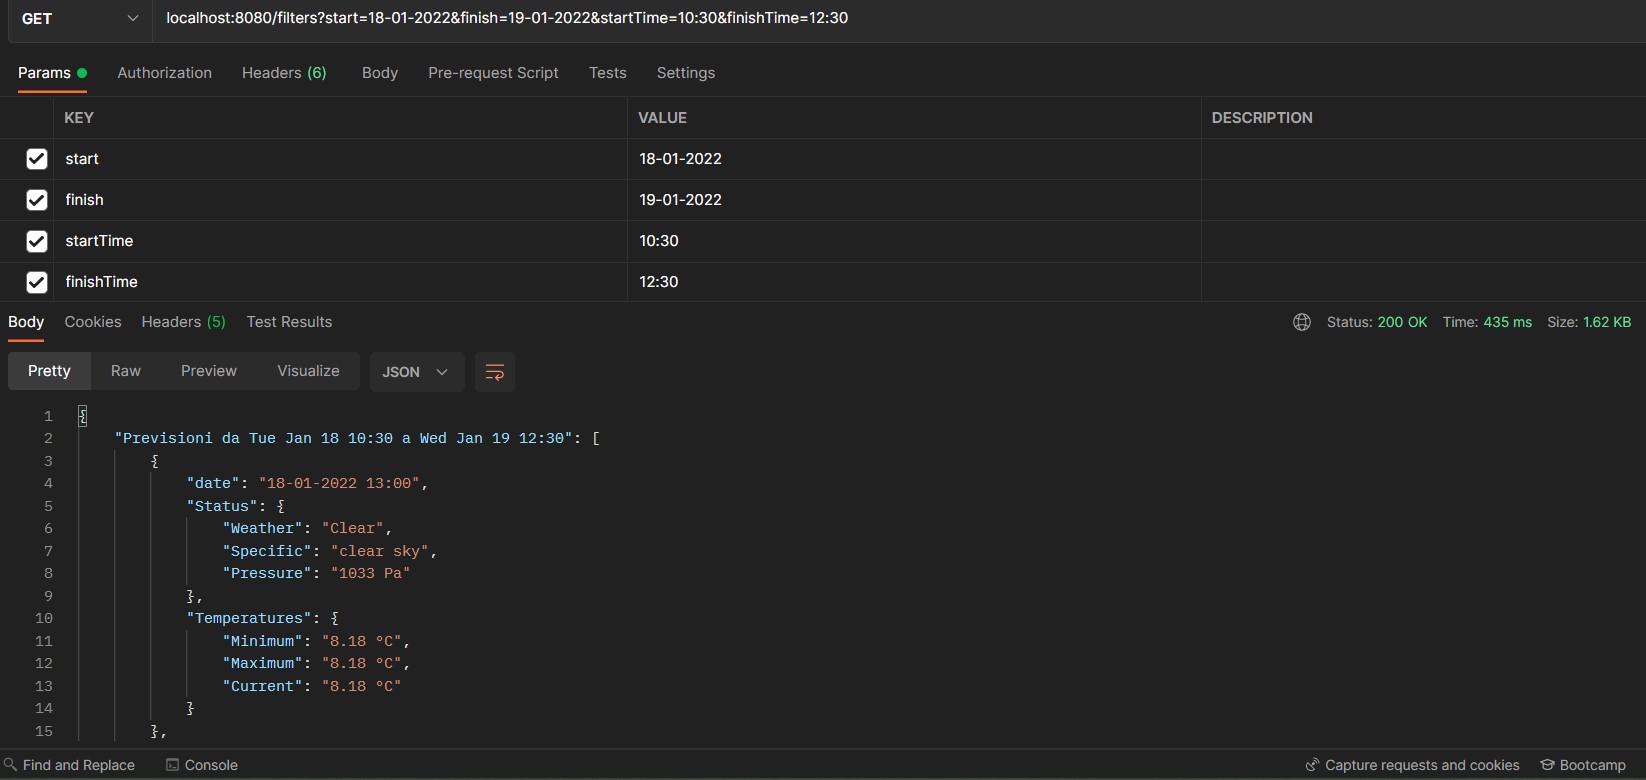 GET localhost:8080/filters?start=18-01-2022&finish=19-01-2022&startTime=10:30&finishTime=12:30
Params Authorization Headers (6) Body Pre-request Script Tests Settings
KEY VALUE DESCRIPTION
start 18-01-2022
finish 19-01-2022
startTime 10:30
finishTime 12:30
Body Cookies Headers (5) Test Results Status: 200 OK Time: 435 ms Size: 1.62 KB
Pretty Raw Preview Visualize JSON
1 {
2 "Previsioni da Tue Jan 18 10:30 a Wed Jan 19 12:30": [
3 {
4 "date": "18-01-2022 13:00",
5 "Status": {
6 "Weather": "Clear",
7 "Specific": "clear sky",
8 "Pressure": "1033 Pa"
9 },
10 "Temperatures": {
11 "Minimum": "8.18 °C",
12 "Maximum": "8.18 °C",
13 "Current": "8.18 °C"
14 }
15 },
Find and Replace Console Capture requests and cookies Bootcamp